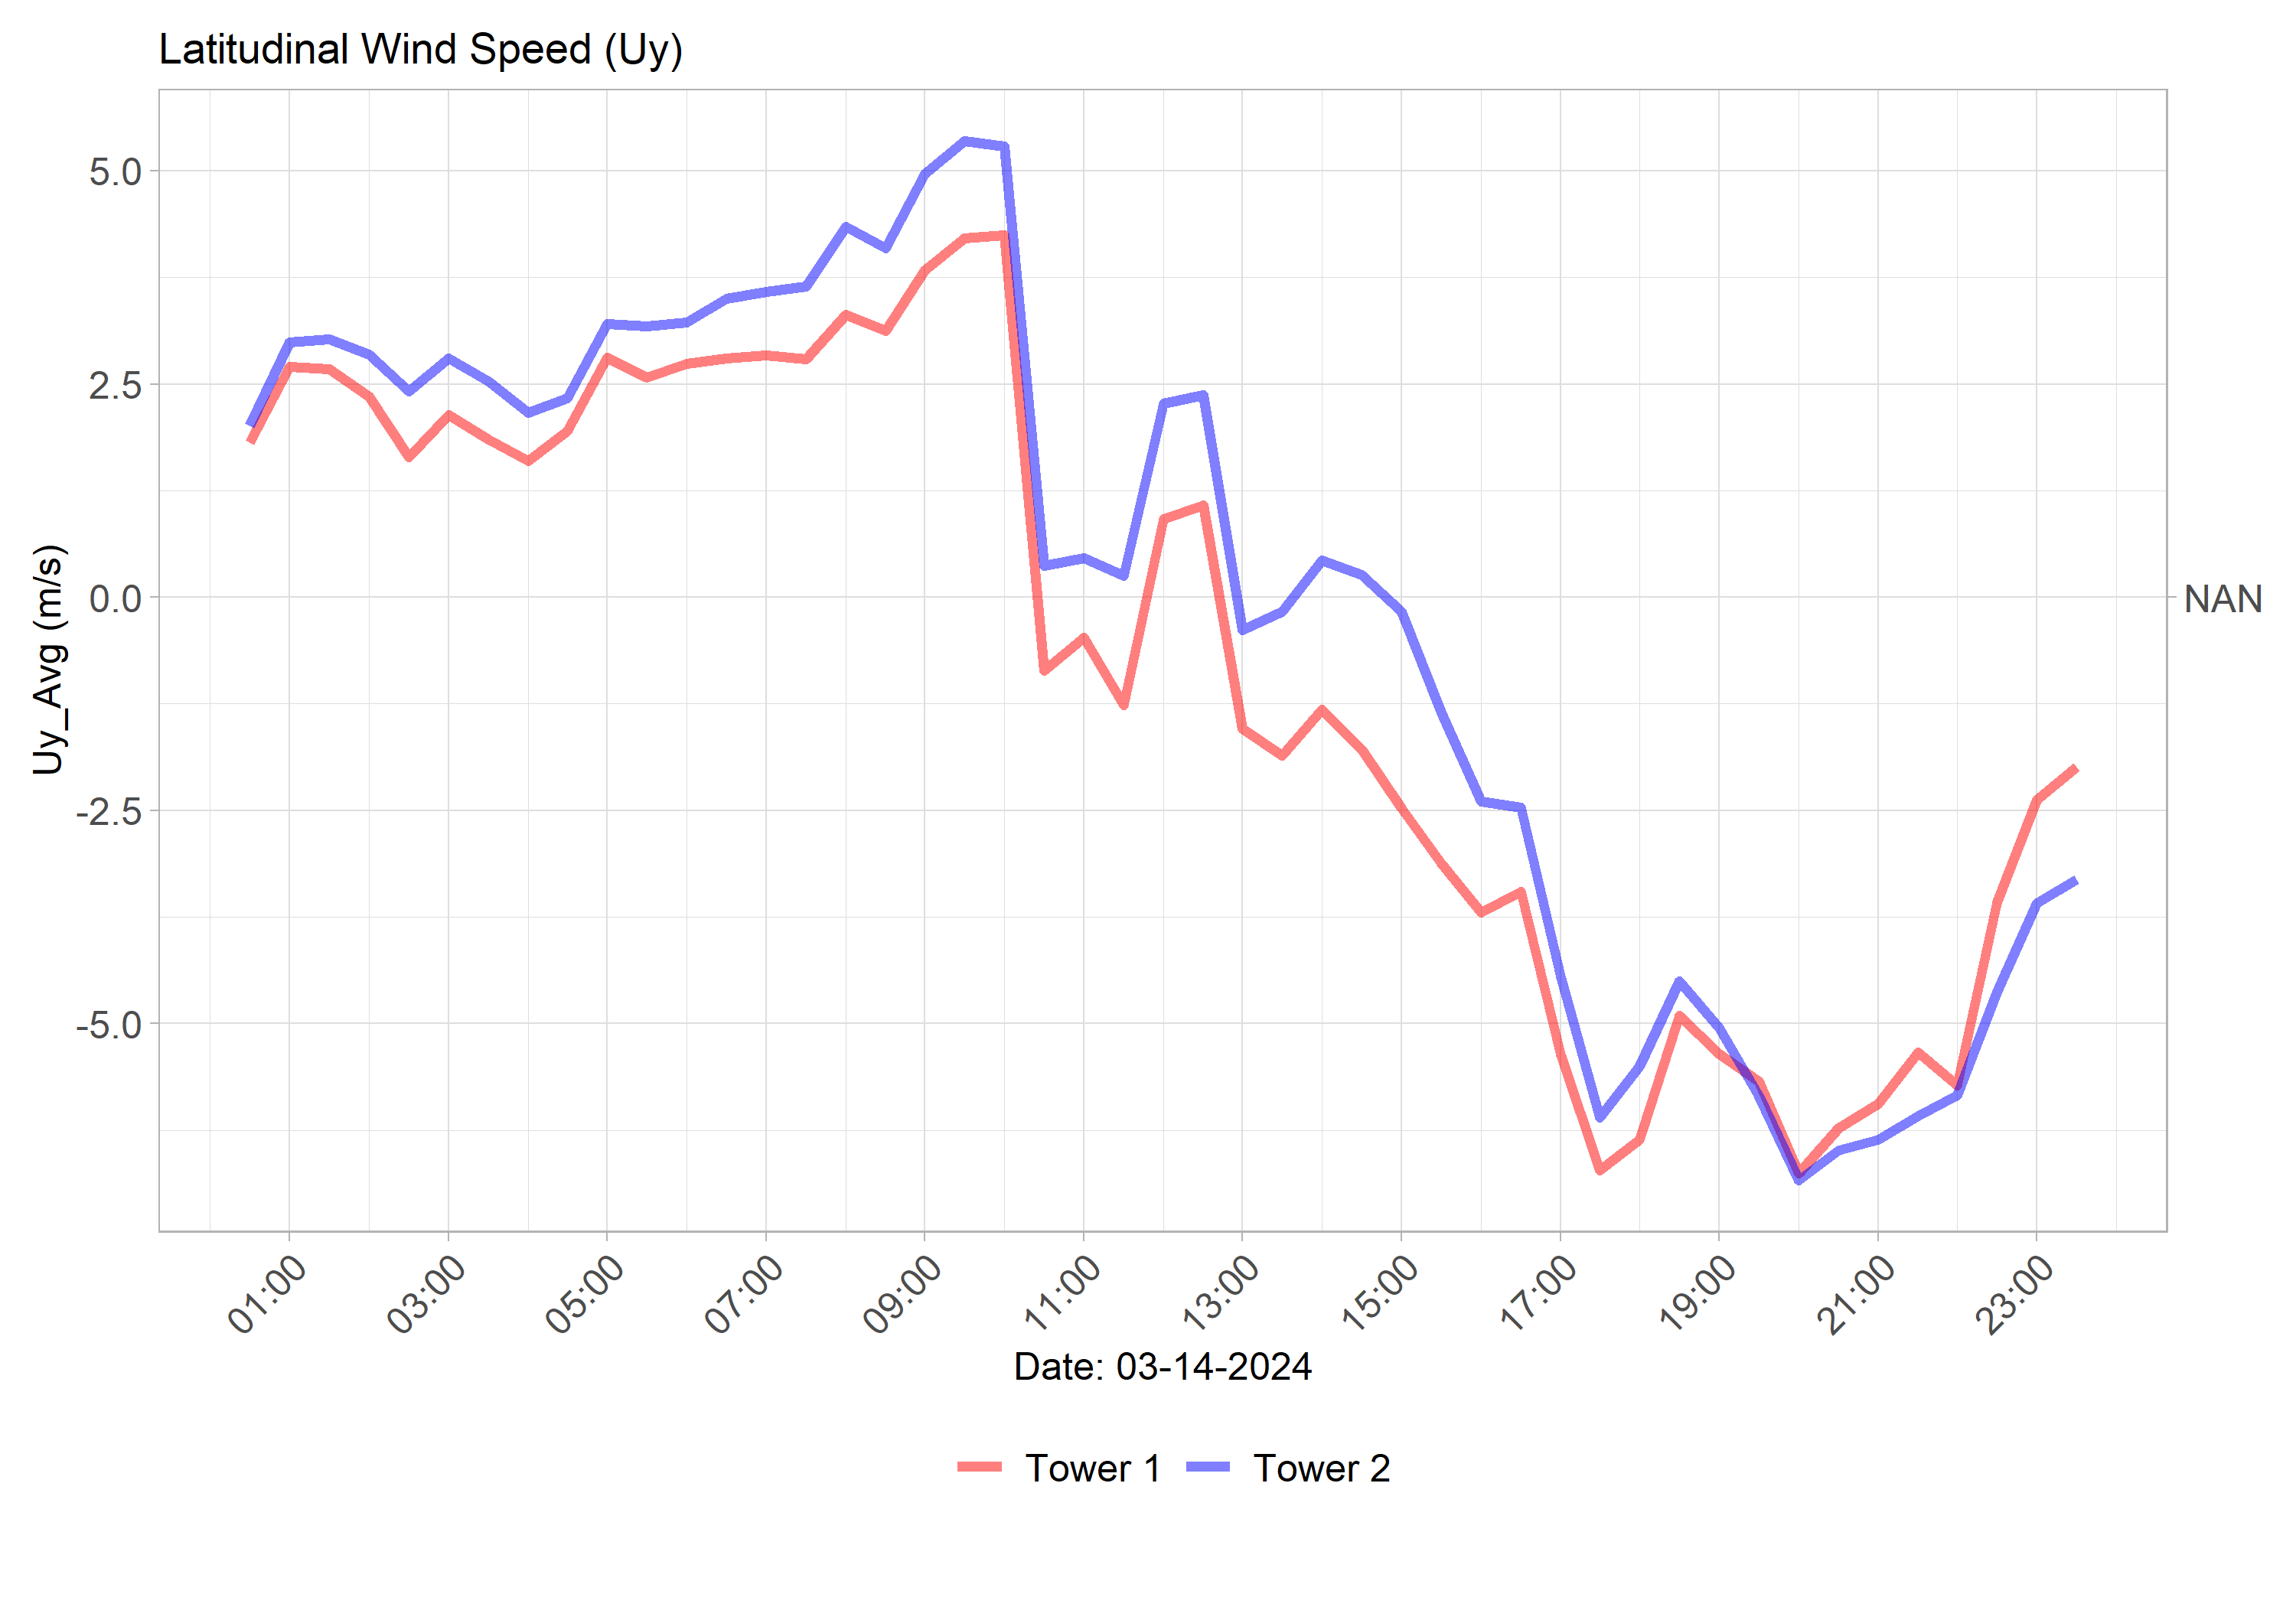 Latitudinal Wind Speed (Uy)
Uy_Avg (m/s)
5.0
2.5
0.0
-2.5
-5.0
NAN
01:00 03:00 05:00 07:00 09:00 11:00 13:00 15:00 17:00 19:00 21:00 23:00
Date: 03-14-2024
Tower 1 Tower 2